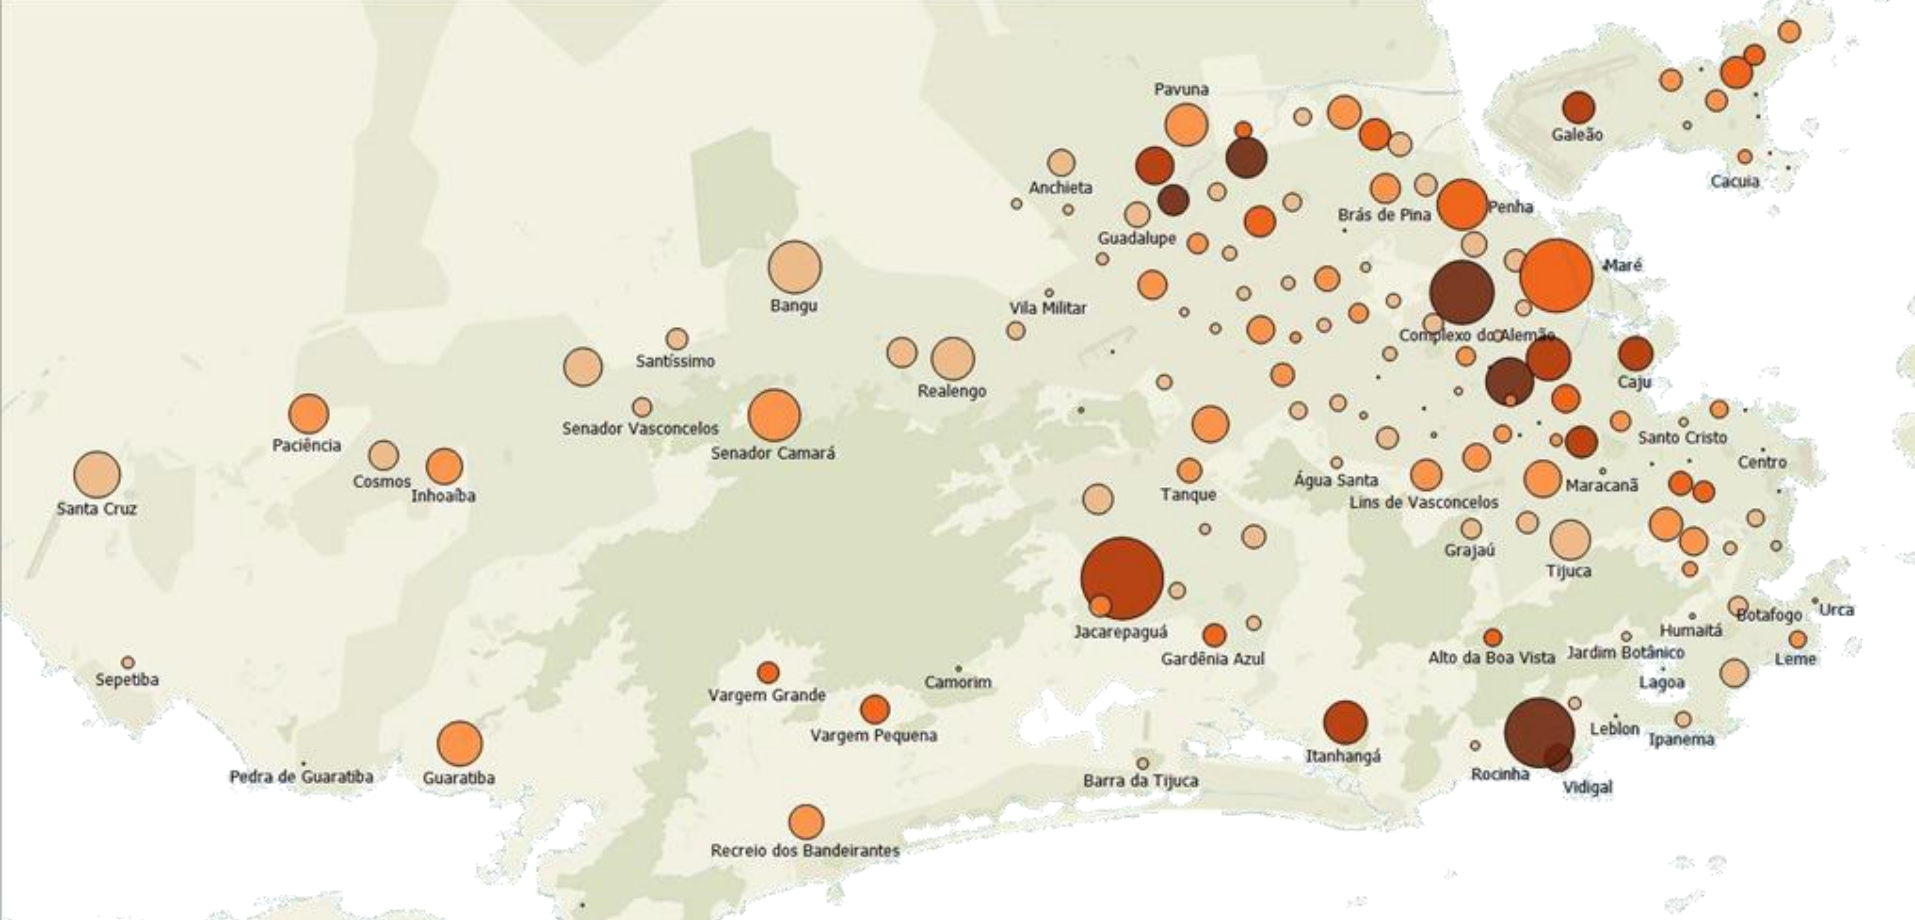 Pavuna
Galeão
Anchieta
Cacuia
Brás de Pina
Penha
Guadalupe
Maré
Bangu
Vila Militar
Complexo do Alemão
Santíssimo
Realengo
Caju
Senador Vasconcelos
Paciência
Senador Camará
Santo Cristo
Centro
Cosmos
Inhoaíba
Água Santa
Tanque
Maracanã
Lins de Vasconcelos
Santa Cruz
Grajaú
Tijuca
Urca
Botafogo
Humaitá
Jacarepaguá
Jardim Botânico
Gardênia Azul
Alto da Boa Vista
Leme
Sepetiba
Camorim
Lagoa
Vargem Grande
Leblon
Vargem Pequena
Ipanema
Itanhangá
Rocinha
Pedra de Guaratiba
Guaratiba
Barra da Tijuca
Vidigal
Recreio dos Bandeirantes